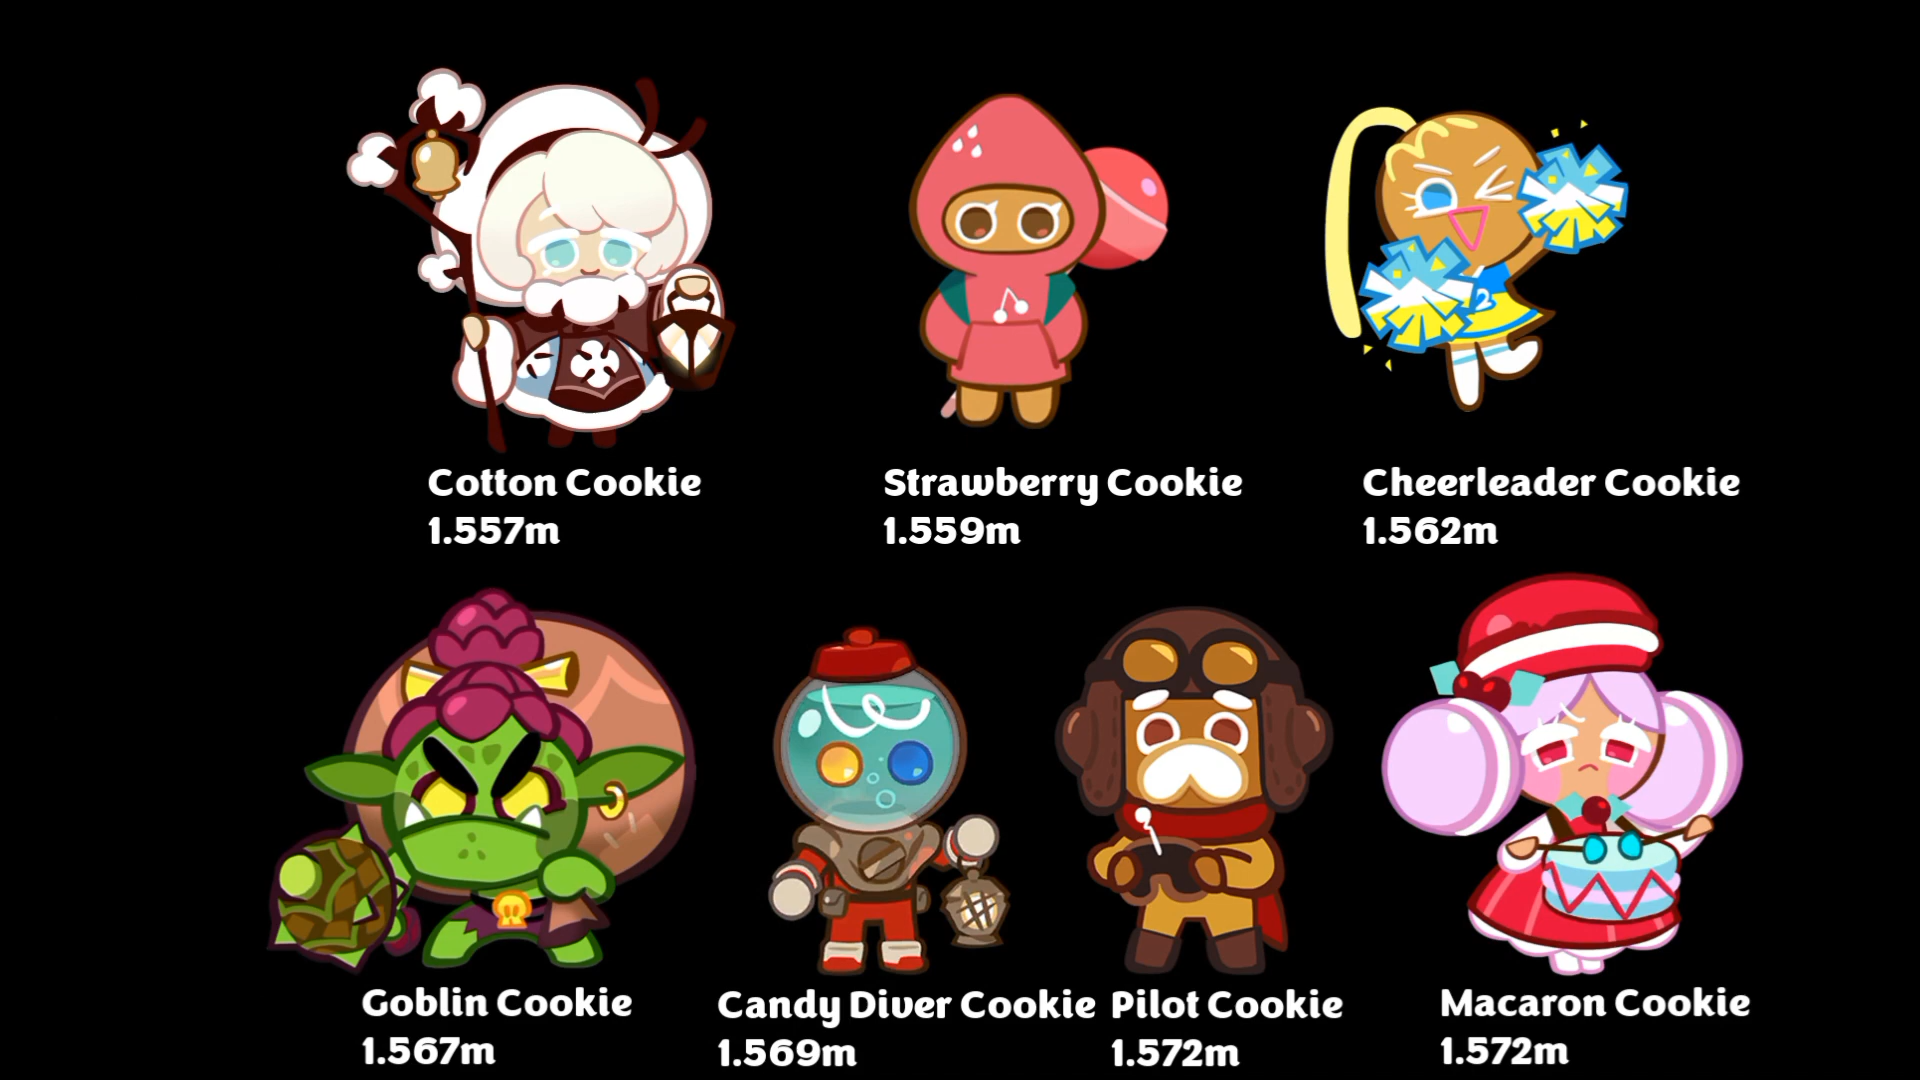 Cotton Cookie
1.557m
Strawberry Cookie
1.559m
Cheerleader Cookie
1.562m
2
Goblin Cookie
1.567m
Candy Diver Cookie
1.569m
Pilot Cookie
1.572m
Macaron Cookie
1.572m